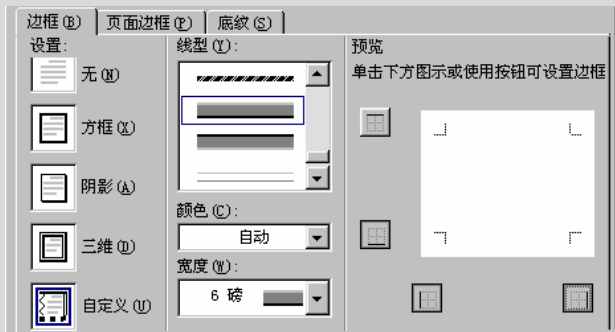 边框(B) 页面边框(P) 底纹(S)
设置:
无(N)
方框(X)
阴影(A)
三维(D)
自定义(U)
线型(Y):
颜色(C):
自动
宽度(W):
6 磅
预览
单击下方图示或使用按钮可设置边框